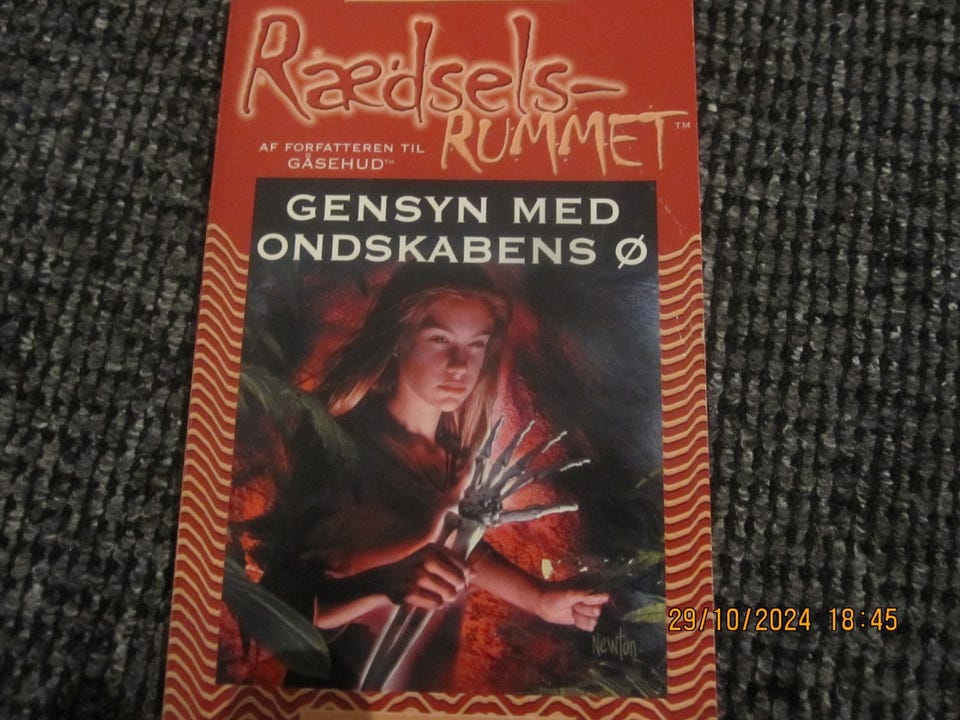 Rædsels-
RUMMET™
AF FORFATTEREN TIL
GÅSEHUD™
GENSYN MED
ONDSKABENS Ø
Newton
29/10/2024 18:45